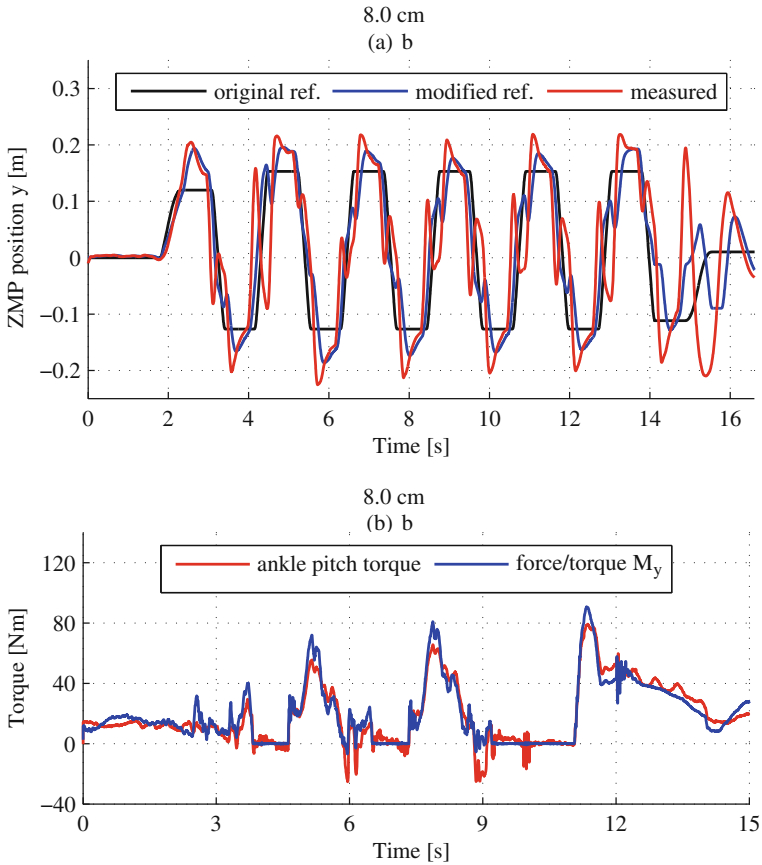 8.0 cm
(a) b
original ref. modified ref. measured
ZMP position y [m]
0.3
0.2
0.1
0
−0.1
−0.2
0 2 4 6 8 10 12 14 16
Time [s]
8.0 cm
(b) b
ankle pitch torque force/torque My
Torque [Nm]
120
80
40
0
−40
0 3 6 9 12 15
Time [s]